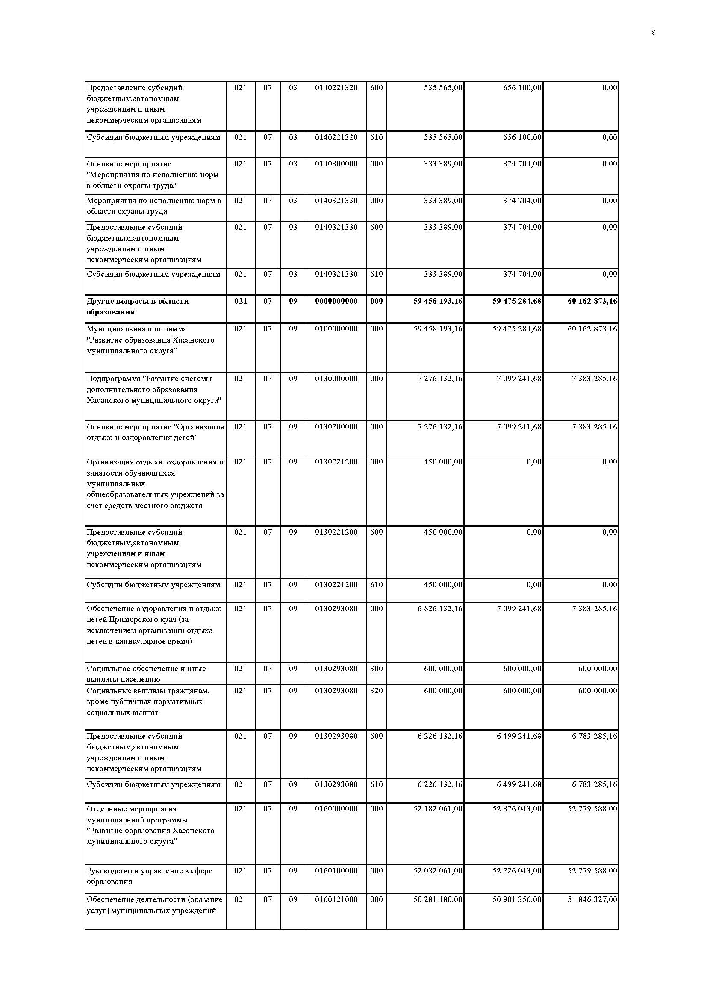 8
Предоставление субсидий 021 07 03 0140221320 600 535 565,00 656 100,00 0,00
бюджетным,автономным
учреждениям и иным
некоммерческим организациям
Субсидии бюджетным учреждениям 021 07 03 0140221320 610 535 565,00 656 100,00 0,00
Основное мероприятие 021 07 03 0140300000 000 333 389,00 374 704,00 0,00
"Мероприятия по исполнению норм
в области охраны труда"
Мероприятия по исполнению норм в 021 07 03 0140321330 000 333 389,00 374 704,00 0,00
области охраны труда
Предоставление субсидий 021 07 03 0140321330 600 333 389,00 374 704,00 0,00
бюджетным,автономным
учреждениям и иным
некоммерческим организациям
Субсидии бюджетным учреждениям 021 07 03 0140321330 610 333 389,00 374 704,00 0,00
Другие вопросы в области 021 07 09 0000000000 000 59 458 193,16 59 475 284,68 60 162 873,16
образования
Муниципальная программа 021 07 09 0100000000 000 59 458 193,16 59 475 284,68 60 162 873,16
"Развитие образования Хасанского
муниципального округа"
Подпрограмма "Развитие системы 021 07 09 0130000000 000 7 276 132,16 7 099 241,68 7 383 285,16
дополнительного образования
Хасанского муниципального округа"
Основное мероприятие "Организация 021 07 09 0130200000 000 7 276 132,16 7 099 241,68 7 383 285,16
отдыха и оздоровления детей"
Организация отдыха, оздоровления и 021 07 09 0130221200 000 450 000,00 0,00 0,00
занятости обучающихся
муниципальных
общеобразовательных учреждений за
счет средств местного бюджета
Предоставление субсидий 021 07 09 0130221200 600 450 000,00 0,00 0,00
бюджетным,автономным
учреждениям и иным
некоммерческим организациям
Субсидии бюджетным учреждениям 021 07 09 0130221200 610 450 000,00 0,00 0,00
Обеспечение оздоровления и отдыха 021 07 09 0130293080 000 6 826 132,16 7 099 241,68 7 383 285,16
детей Приморского края (за
исключением организации отдыха
детей в каникулярное время)
Социальное обеспечение и иные 021 07 09 0130293080 300 600 000,00 600 000,00 600 000,00
выплаты населению
Социальные выплаты гражданам, 021 07 09 0130293080 320 600 000,00 600 000,00 600 000,00
кроме публичных нормативных
социальных выплат
Предоставление субсидий 021 07 09 0130293080 600 6 226 132,16 6 499 241,68 6 783 285,16
бюджетным,автономным
учреждениям и иным
некоммерческим организациям
Субсидии бюджетным учреждениям 021 07 09 0130293080 610 6 226 132,16 6 499 241,68 6 783 285,16
Отдельные мероприятия 021 07 09 0160000000 000 52 182 061,00 52 376 043,00 52 779 588,00
муниципальной программы
"Развитие образования Хасанского
муниципального округа"
Руководство и управление в сфере 021 07 09 0160100000 000 52 032 061,00 52 226 043,00 52 779 588,00
образования
Обеспечение деятельности (оказание 021 07 09 0160121000 000 50 281 180,00 50 901 356,00 51 846 327,00
услуг) муниципальных учреждений